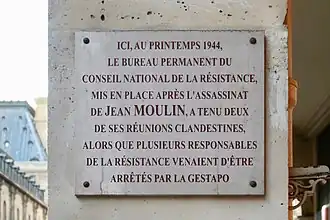 ICI, AU PRINTEMPS 1944,
LE BUREAU PERMANENT DU
CONSEIL NATIONAL DE LA RÉSISTANCE,
MIS EN PLACE APRÈS L'ASSASSINAT
DE JEAN MOULIN, A TENU DEUX
DE SES RÉUNIONS CLANDESTINES,
ALORS QUE PLUSIEURS RESPONSABLES
DE LA RÉSISTANCE VENAIENT D'ÊTRE
ARRÊTÉS PAR LA GESTAPO